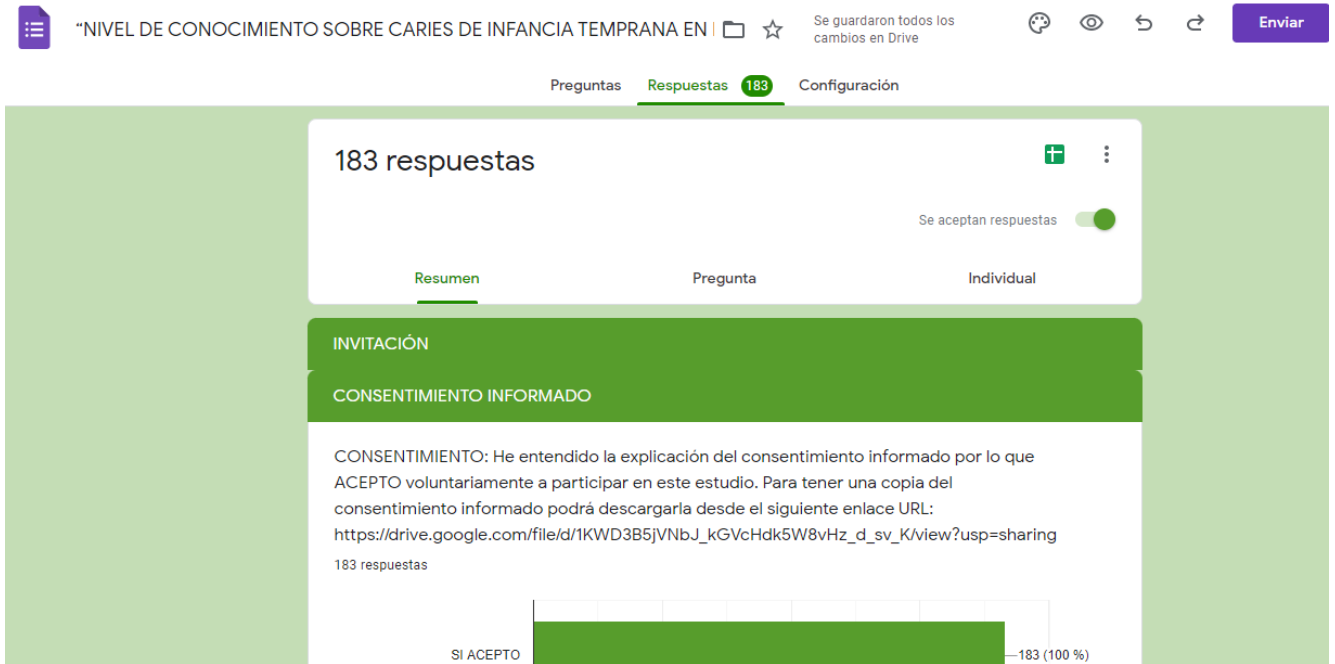 “NIVEL DE CONOCIMIENTO SOBRE CARIES DE INFANCIA TEMPRANA EN
Se guardaron todos los
cambios en Drive
Enviar
Preguntas Respuestas 183 Configuración
183 respuestas
Se aceptan respuestas
Resumen Pregunta Individual
INVITACIÓN
CONSENTIMIENTO INFORMADO
CONSENTIMIENTO: He entendido la explicación del consentimiento informado por lo que
ACEPTO voluntariamente a participar en este estudio. Para tener una copia del
consentimiento informado podrá descargarla desde el siguiente enlace URL:
https://drive.google.com/file/d/1KWD3B5jVNbJ_kGVcHdk5W8vHz_d_sv_K/view?usp=sharing
183 respuestas
SI ACEPTO 183 (100 %)